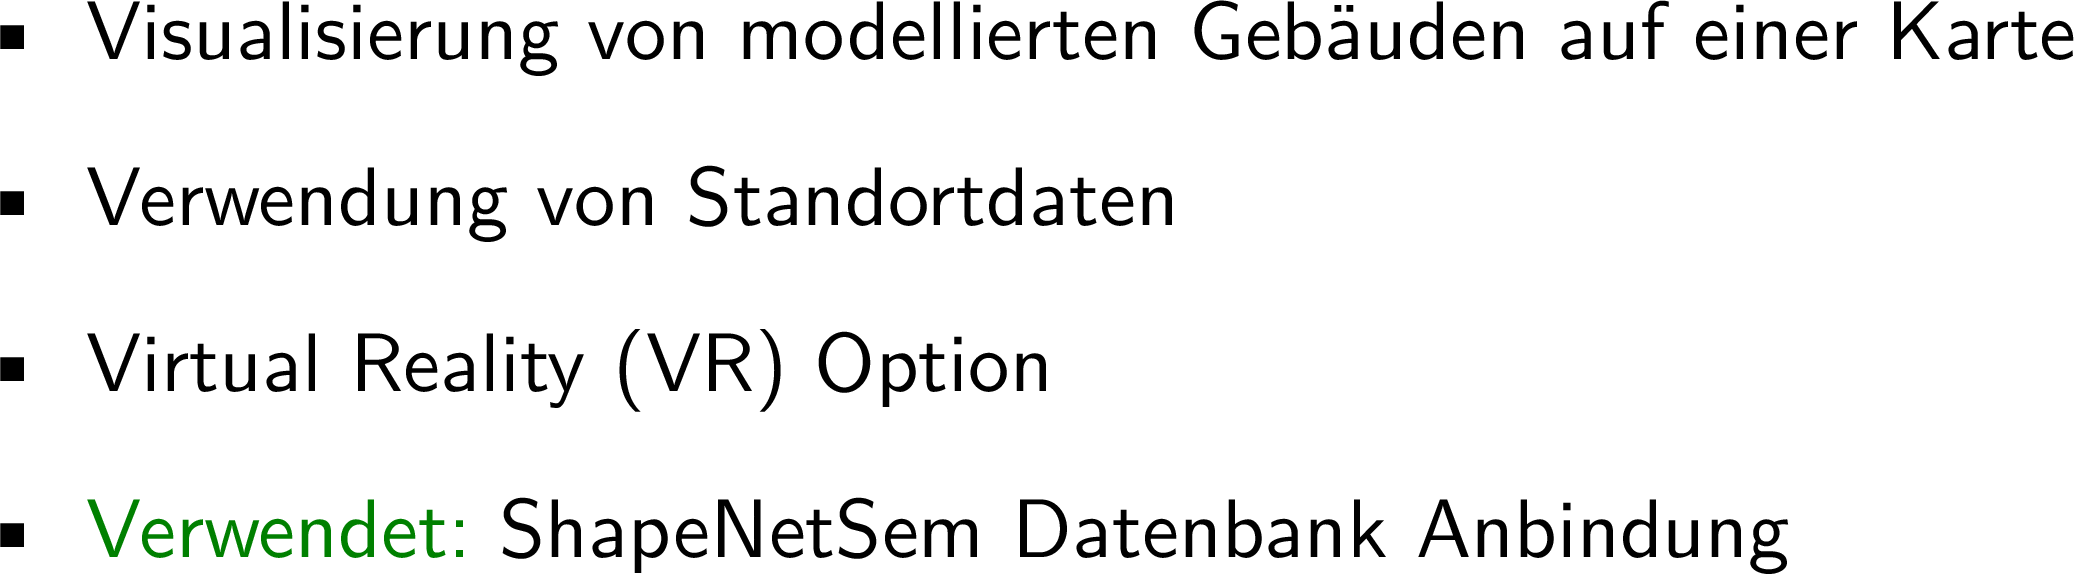 ▪ Visualisierung von modellierten Gebäuden auf einer Karte
▪ Verwendung von Standortdaten
▪ Virtual Reality (VR) Option
▪ Verwendet: ShapeNetSem Datenbank Anbindung